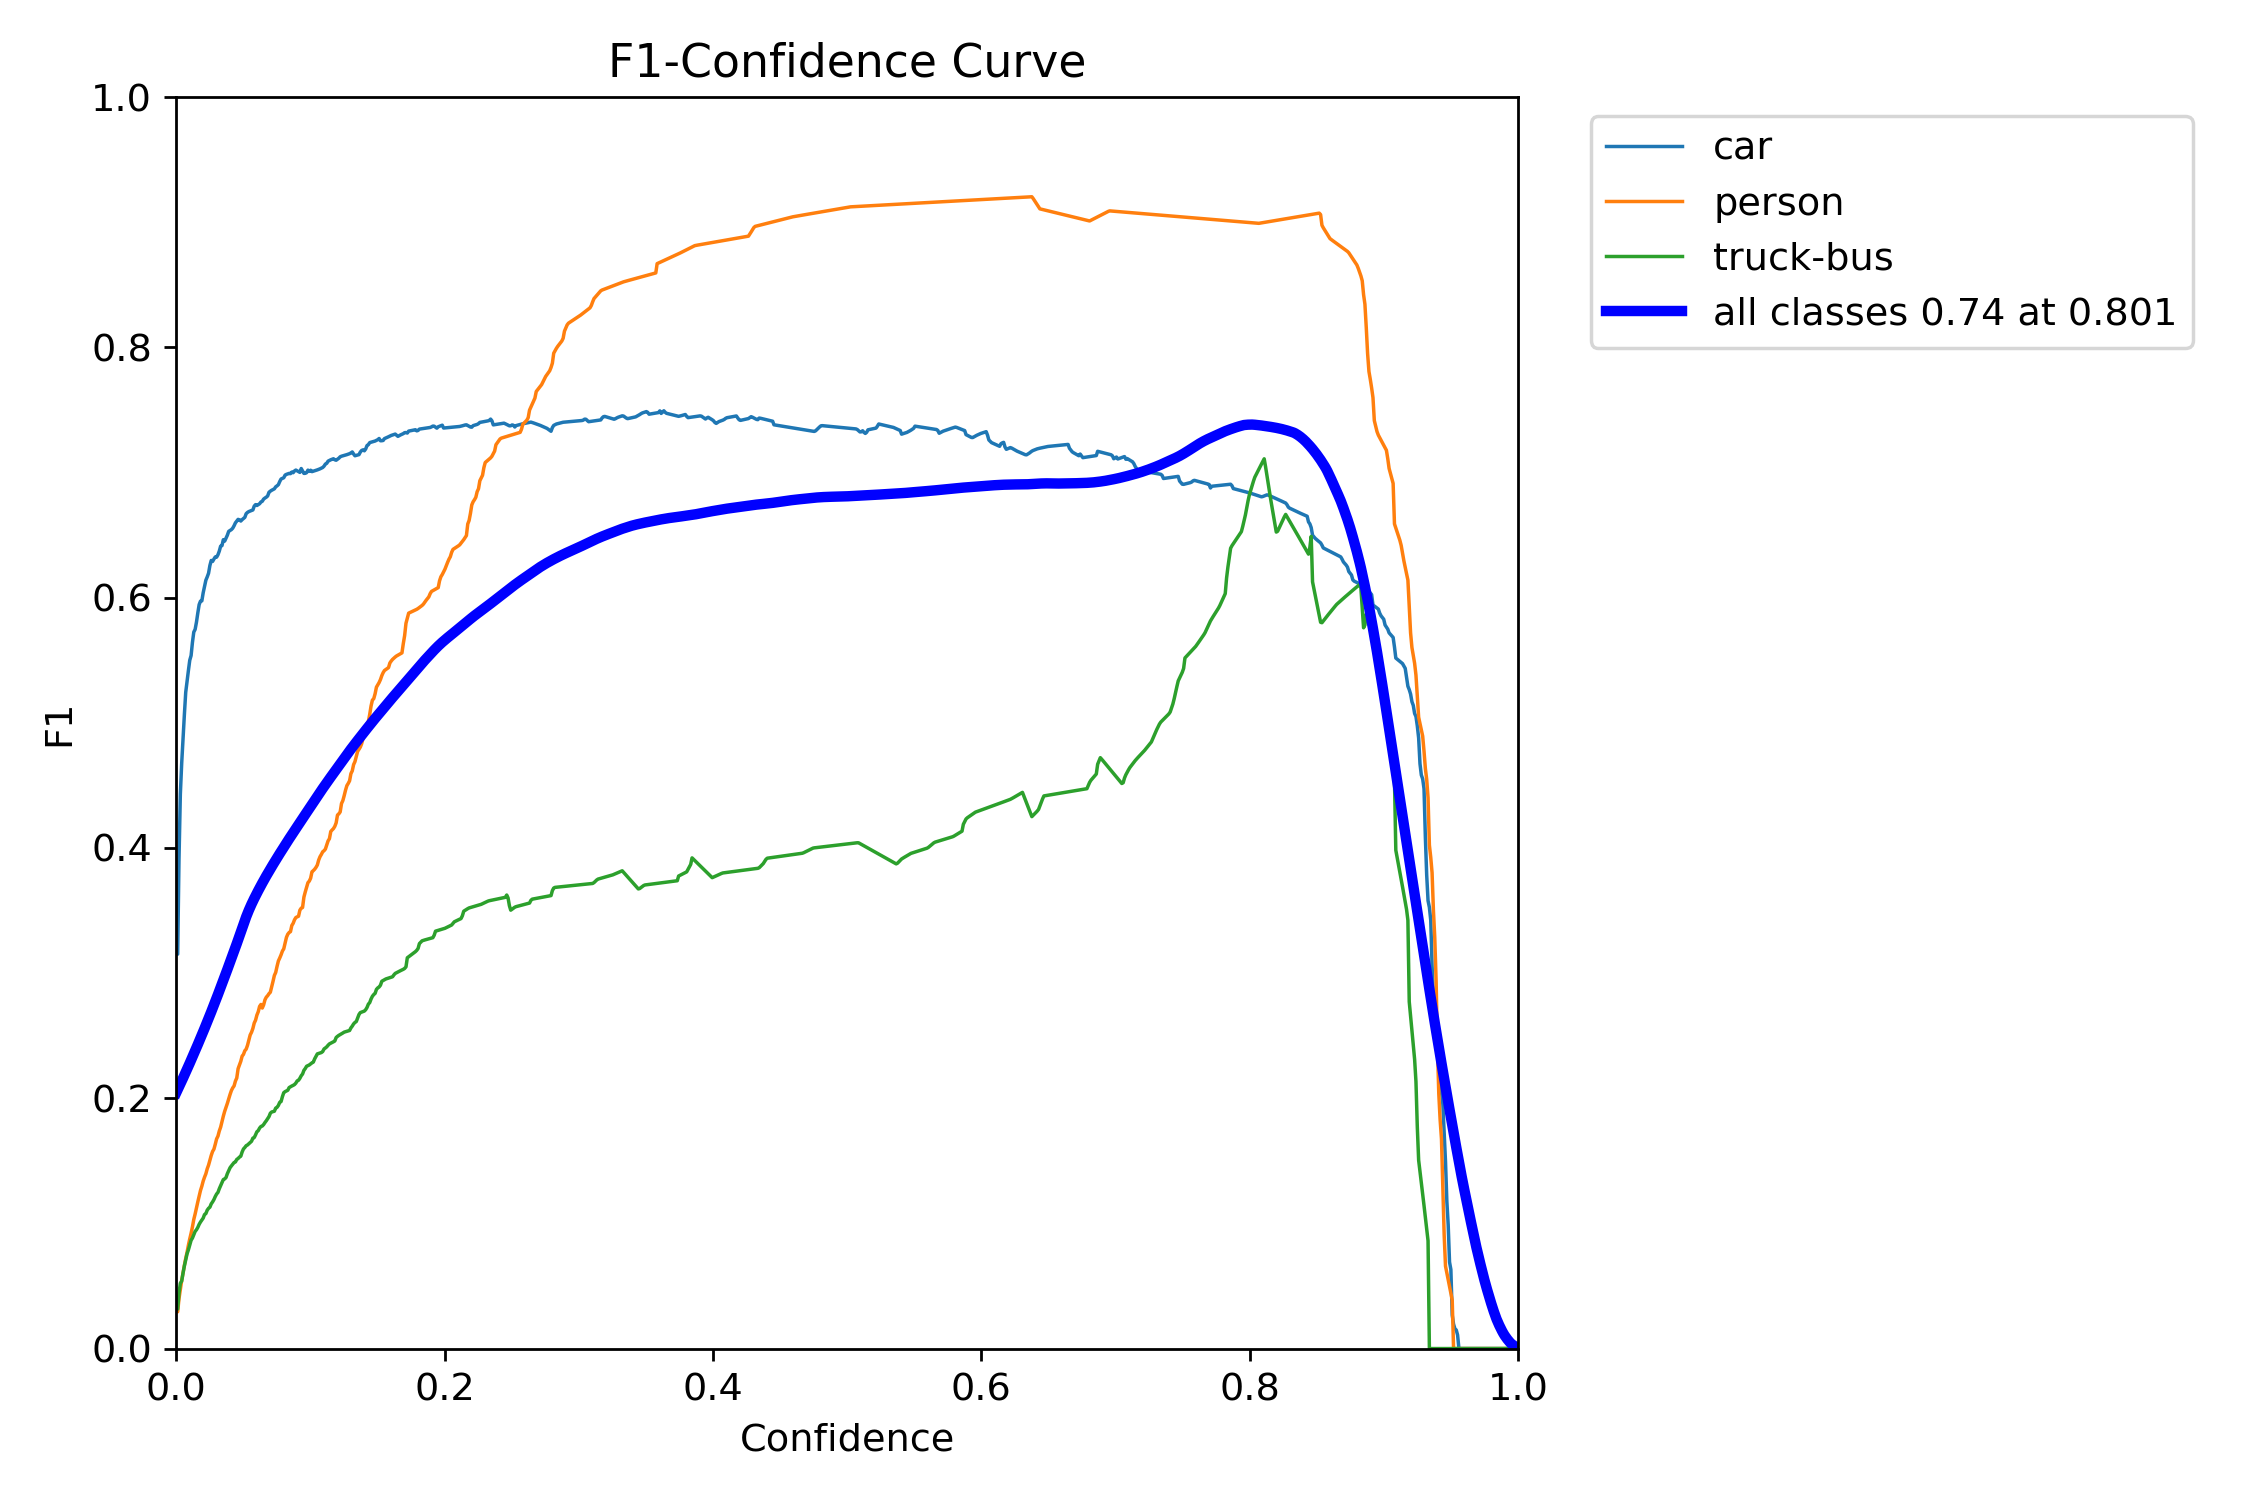 F1-Confidence Curve
1.0
0.8
0.6
0.4
0.2
0.0
F1
0.0 0.2 0.4 0.6 0.8 1.0
Confidence
car
person
truck-bus
all classes 0.74 at 0.801